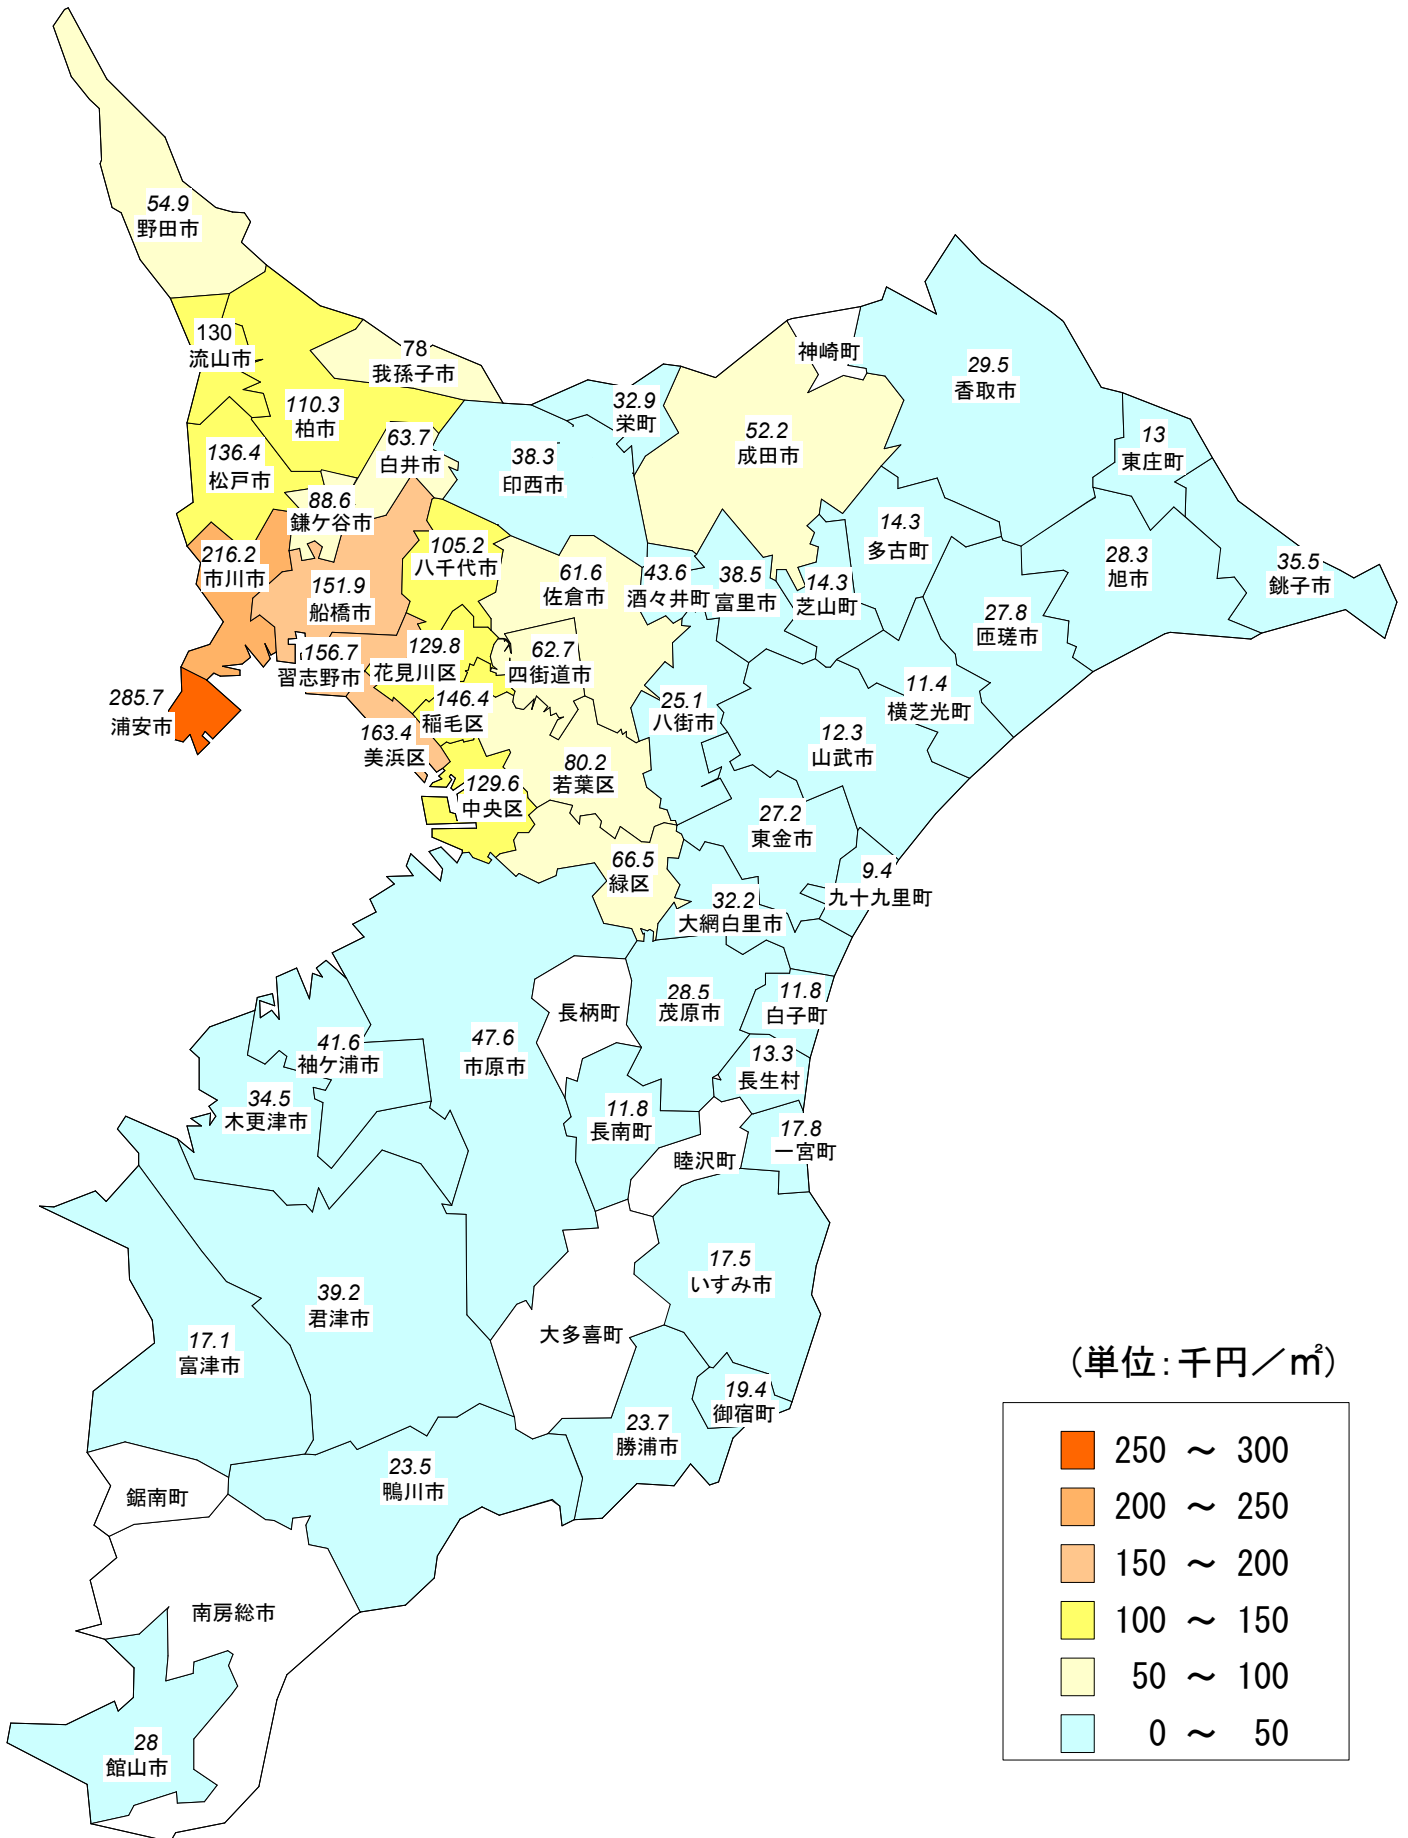 54.9
野田市
130
流山市
78
我孫子市
110.3
柏市
136.4
松戸市
63.7
白井市
88.6
鎌ケ谷市
216.2
市川市
151.9
船橋市
105.2
八千代市
156.7
習志野市
285.7
浦安市
129.8
花見川区
146.4
稲毛区
163.4
美浜区
129.6
中央区
80.2
若葉区
66.5
緑区
62.7
四街道市
61.6
佐倉市
38.3
印西市
32.9
栄町
52.2
成田市
神崎町
29.5
香取市
13
東庄町
35.5
銚子市
28.3
旭市
27.8
匝瑳市
14.3
多古町
14.3
芝山町
11.4
横芝光町
43.6
酒々井町
38.5
富里市
25.1
八街市
12.3
山武市
27.2
東金市
9.4
九十九里町
32.2
大網白里市
28.5
茂原市
11.8
白子町
13.3
長生村
17.8
一宮町
長柄町
11.8
長南町
睦沢町
47.6
市原市
41.6
袖ケ浦市
34.5
木更津市
39.2
君津市
17.1
富津市
大多喜町
17.5
いすみ市
19.4
御宿町
23.7
勝浦市
23.5
鴨川市
鋸南町
南房総市
28
館山市
（単位：千円／㎡）
250 ～ 300
200 ～ 250
150 ～ 200
100 ～ 150
50 ～ 100
0 ～ 50